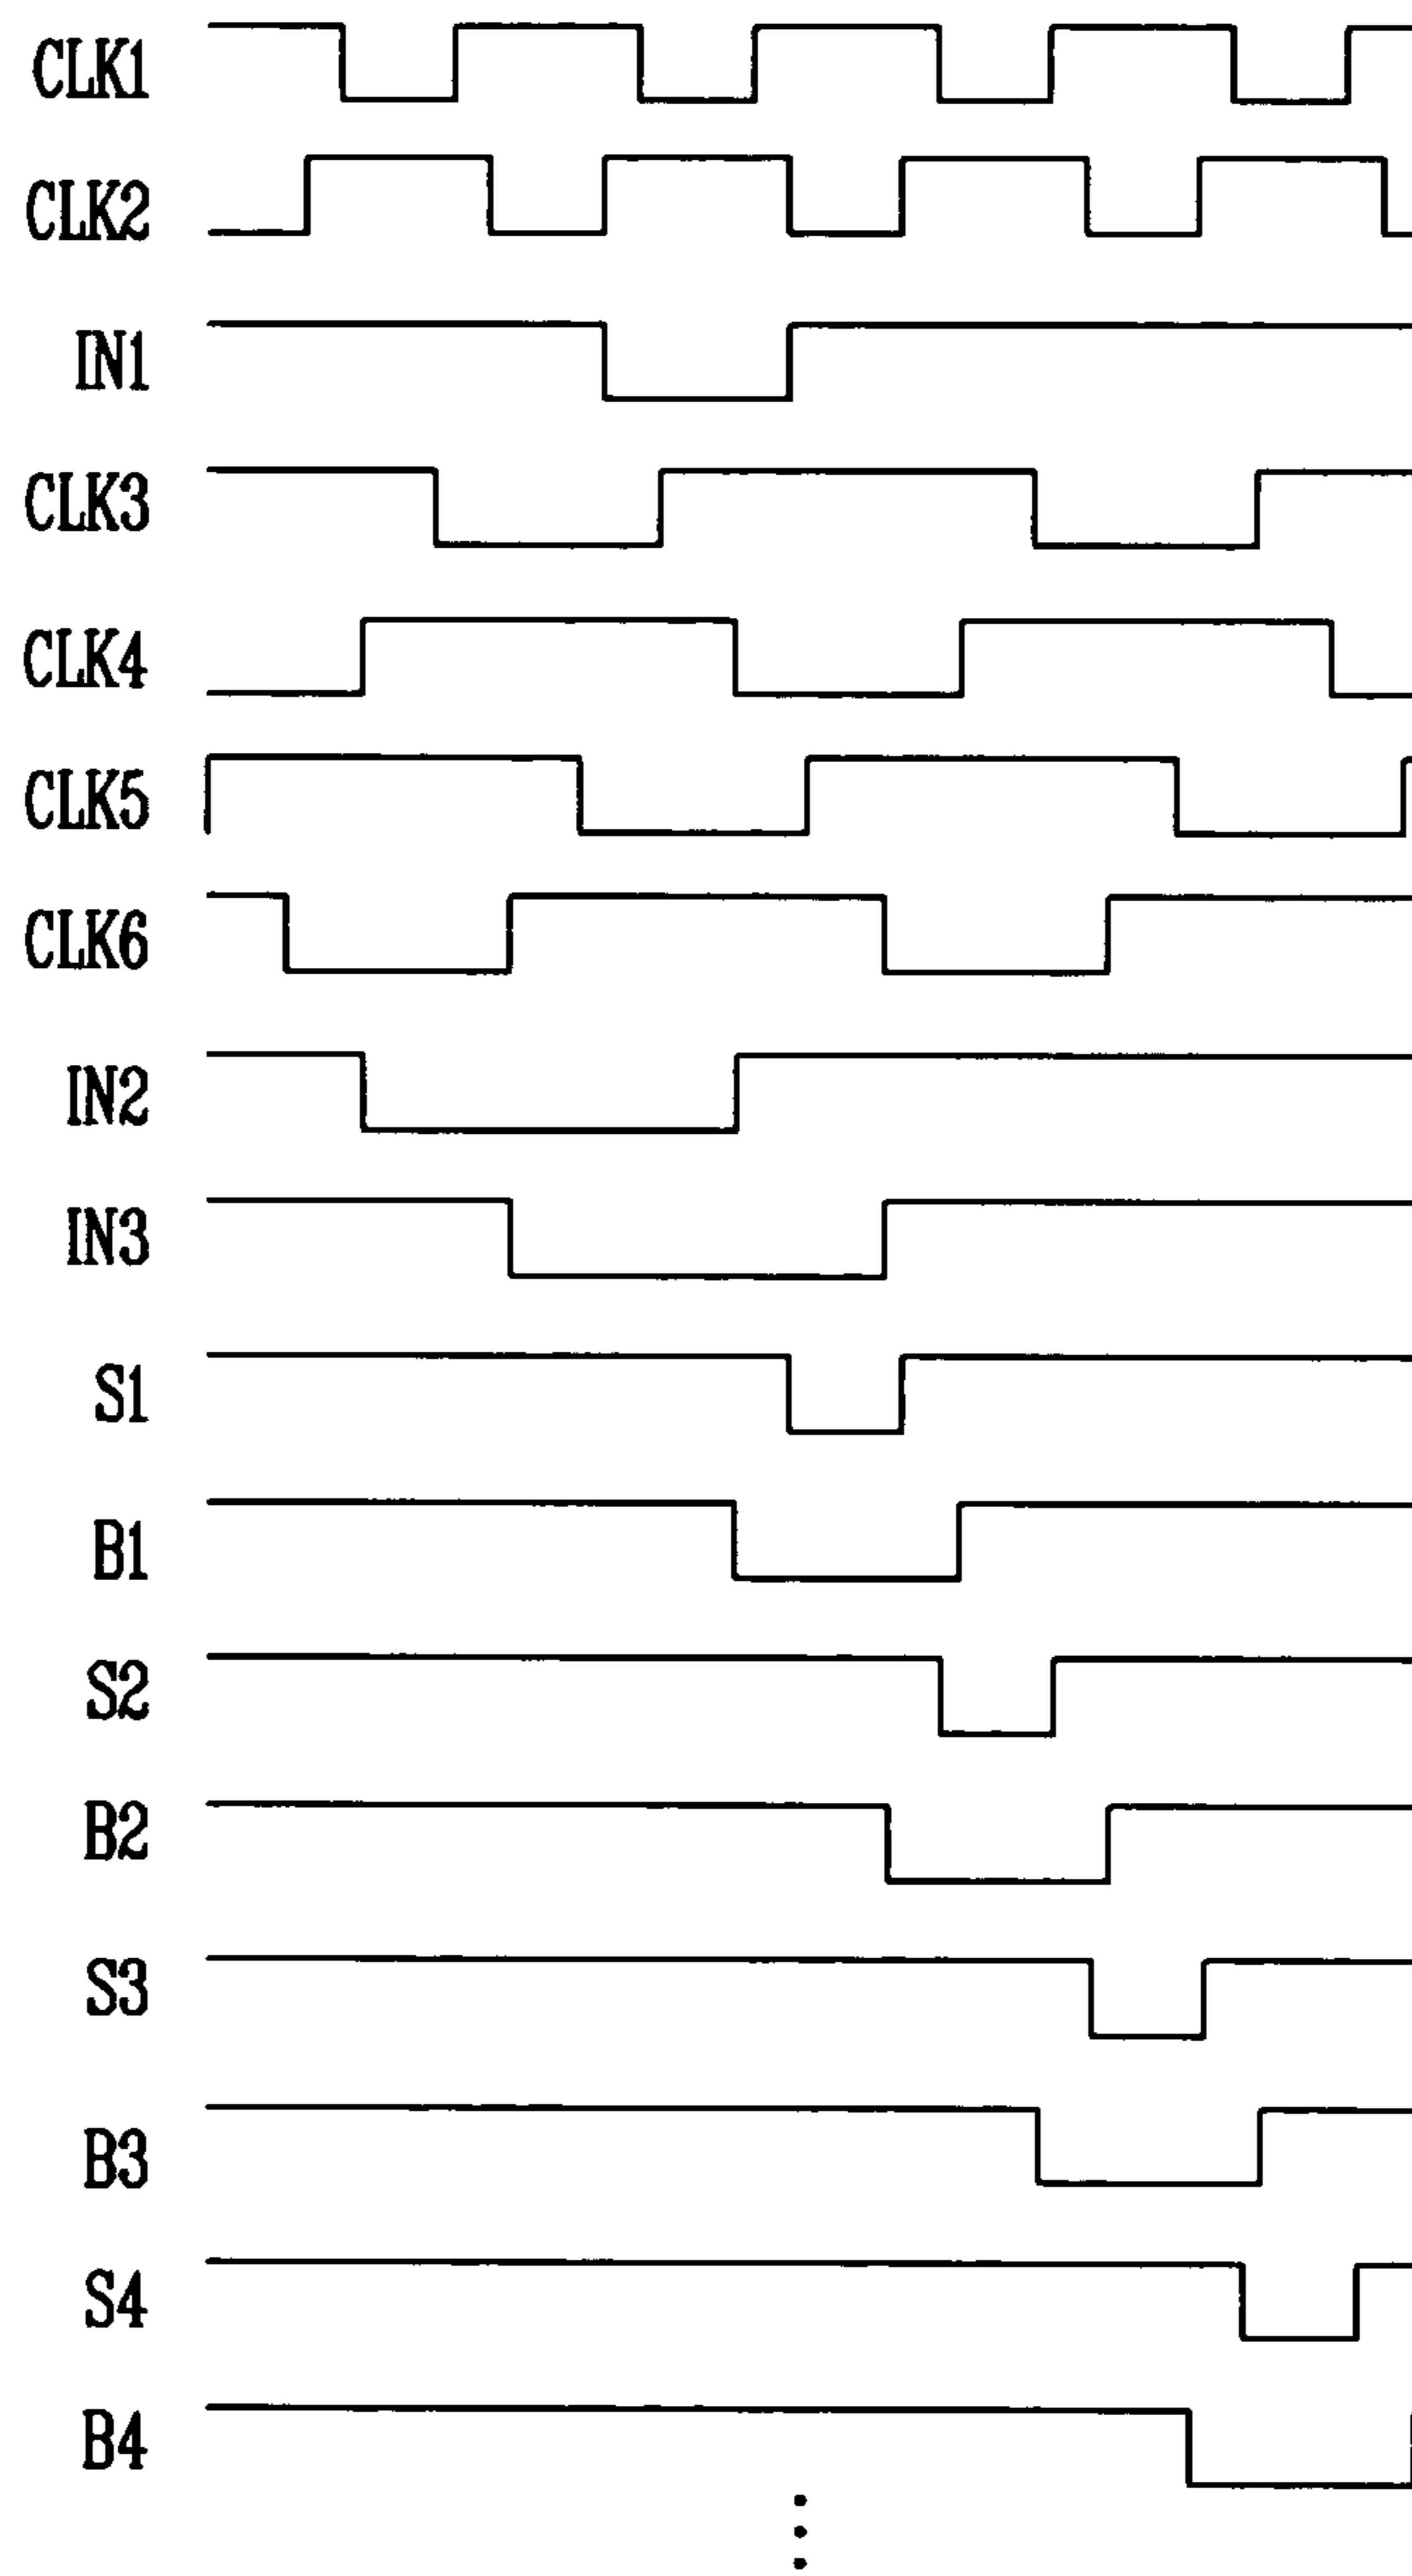 CLK1
CLK2
IN1
CLK3
CLK4
CLK5
CLK6
IN2
IN3
S1
B1
S2
B2
S3
B3
S4
B4